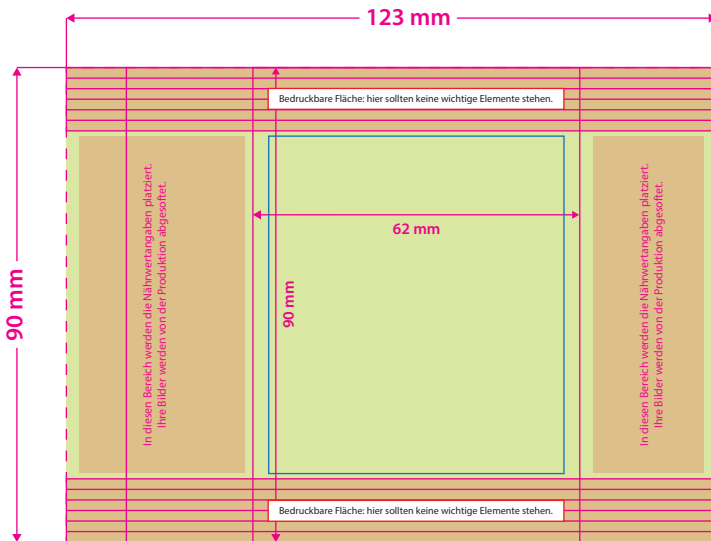 123 mm
Bedruckbare Fläche: hier sollten keine wichtige Elemente stehen.
90 mm
In diesen Bereich werden die Nährwertangaben platziert.
Ihre Bilder werden von der Produktion abgesoftet.
62 mm
90 mm
In diesen Bereich werden die Nährwertangaben platziert.
Ihre Bilder werden von der Produktion abgesoftet.
Bedruckbare Fläche: hier sollten keine wichtige Elemente stehen.